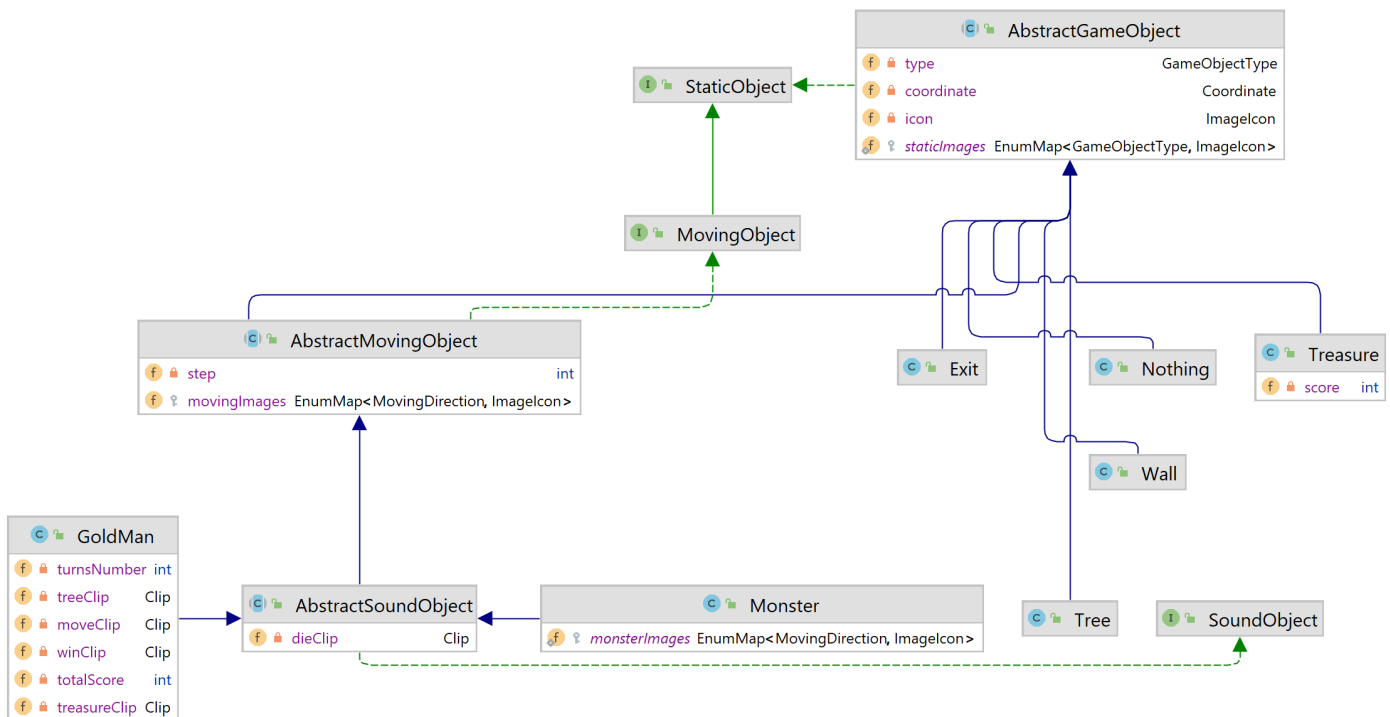 AbstractGameObject
type GameObjectType
coordinate Coordinate
icon ImageIcon
staticImages EnumMap<GameObjectType, ImageIcon>
StaticObject
MovingObject
AbstractMovingObject
step int
movingImages EnumMap<MovingDirection, ImageIcon>
Exit
Nothing
Treasure
score int
Wall
GoldMan
turnsNumber int
treeClip Clip
moveClip Clip
winClip Clip
totalScore int
treasureClip Clip
AbstractSoundObject
dieClip Clip
Monster
monsterImages EnumMap<MovingDirection, ImageIcon>
Tree
SoundObject